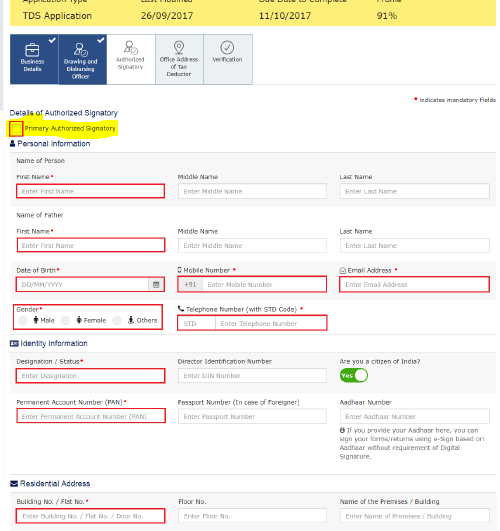 Application Type Last Modified Due Date to Complete Profile
TDS Application 26/09/2017 11/10/2017 91%
Business Details
Drawing and Disbursing Officer
Authorized Signatory
Office Address of Tax Deductor
Verification
• indicates mandatory fields
Details of Authorized Signatory
Primary Authorized Signatory
Personal Information
Name of Person
First Name • Middle Name Last Name
Enter First Name Enter Middle Name Enter Last Name
Name of Father
First Name • Middle Name Last Name
Enter First Name Enter Middle Name Enter Last Name
Date of Birth • Mobile Number • Email Address •
DD/MM/YYYY +91 Enter Mobile Number Enter Email Address
Gender • Telephone Number (with STD Code) •
Male Female Others STD Enter Telephone Number
Identity Information
Designation / Status • Director Identification Number Are you a citizen of India?
Enter Designation Enter DIN Number Yes
Permanent Account Number (PAN) • Passport Number (In case of Foreigner) Aadhaar Number
Enter Permanent Account Number (PAN) Enter Passport Number Enter Aadhaar Number
If you provide your Aadhaar here, you can
sign your forms/returns using e-Sign based on
Aadhaar without requirement of Digital
Signature.
Residential Address
Building No. / Flat No. • Floor No. Name of the Premises / Building
Enter Building No. / Flat No. / Door No. Enter Floor No. Enter Name of Premises / Building